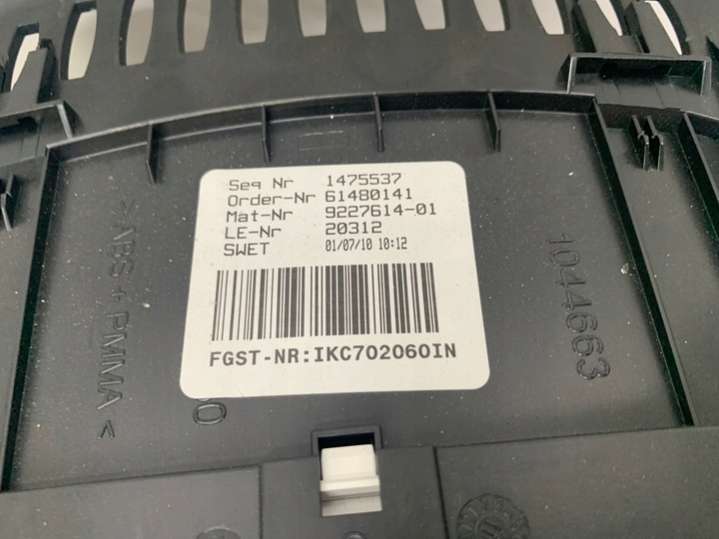 Seq Nr 1475537
Order-Nr 61480141
Mat-Nr 9227614-01
LE-Nr 20312
SWET 01/07/10 10:12
FGST-NR:IKC702060IN
>ABS+PMMA<
1044663